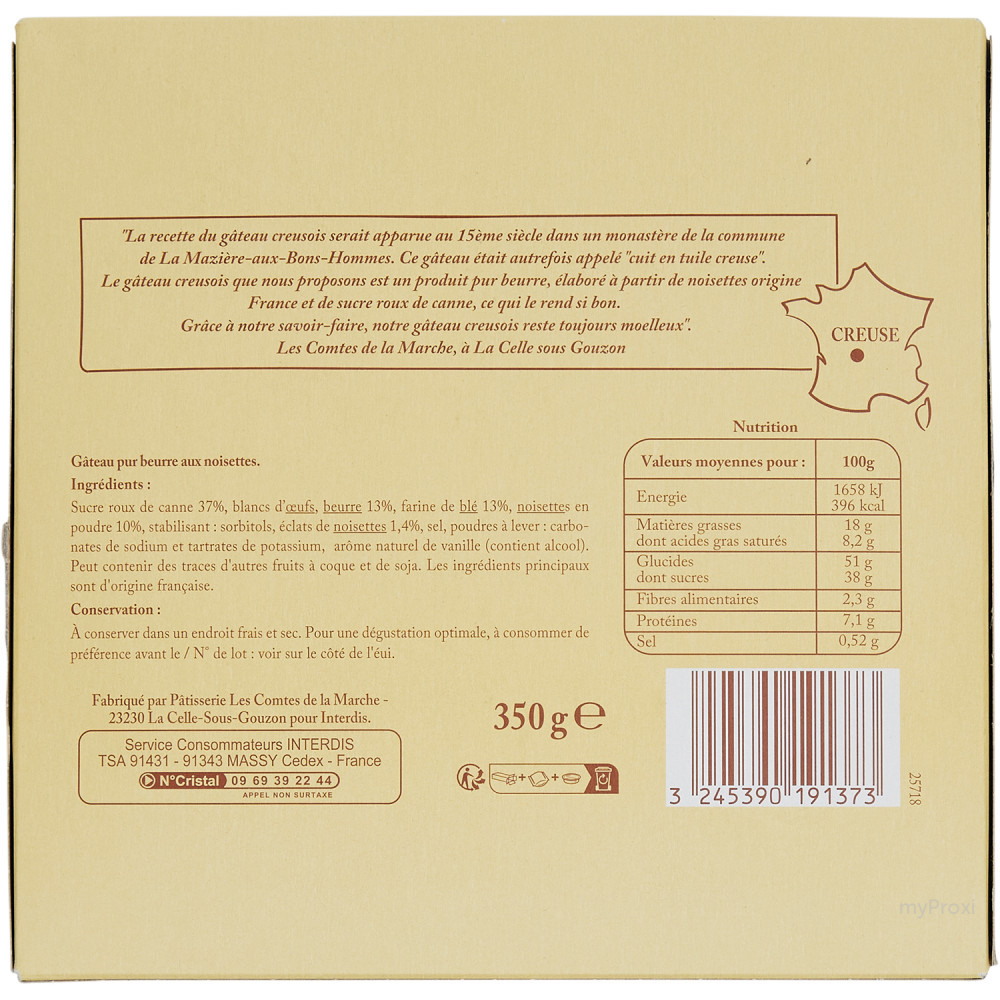 "La recette du gâteau creusois serait apparue au 15ème siècle dans un monastère de la commune
de La Mazière-aux-Bons-Hommes. Ce gâteau était autrefois appelé "cuit en tuile creuse".
Le gâteau creusois que nous proposons est un produit pur beurre, élaboré à partir de noisettes origine
France et de sucre roux de canne, ce qui le rend si bon.
Grâce à notre savoir-faire, notre gâteau creusois reste toujours moelleux".
Les Comtes de la Marche, à La Celle sous Gouzon
CREUSE
Gâteau pur beurre aux noisettes.
Ingrédients :
Sucre roux de canne 37%, blancs d'œufs, beurre 13%, farine de blé 13%, noisettes en
poudre 10%, stabilisant : sorbitols, éclats de noisettes 1,4%, sel, poudres à lever : carbo-
nates de sodium et tartrates de potassium, arôme naturel de vanille (contient alcool).
Peut contenir des traces d'autres fruits à coque et de soja. Les ingrédients principaux
sont d'origine française.
Conservation :
À conserver dans un endroit frais et sec. Pour une dégustation optimale, à consommer de
préférence avant le / N° de lot : voir sur le côté de l'éui.
Nutrition
Valeurs moyennes pour : 100g
Energie 1658 kJ
396 kcal
Matières grasses 18 g
dont acides gras saturés 8,2 g
Glucides 51 g
dont sucres 38 g
Fibres alimentaires 2,3 g
Protéines 7,1 g
Sel 0,52 g
Fabriqué par Pâtisserie Les Comtes de la Marche -
23230 La Celle-Sous-Gouzon pour Interdis.
Service Consommateurs INTERDIS
TSA 91431 - 91343 MASSY Cedex - France
N°Cristal 09 69 39 22 44
APPEL NON SURTAXE
350 g e
+ +
3 245390 191373
25718
myProxi